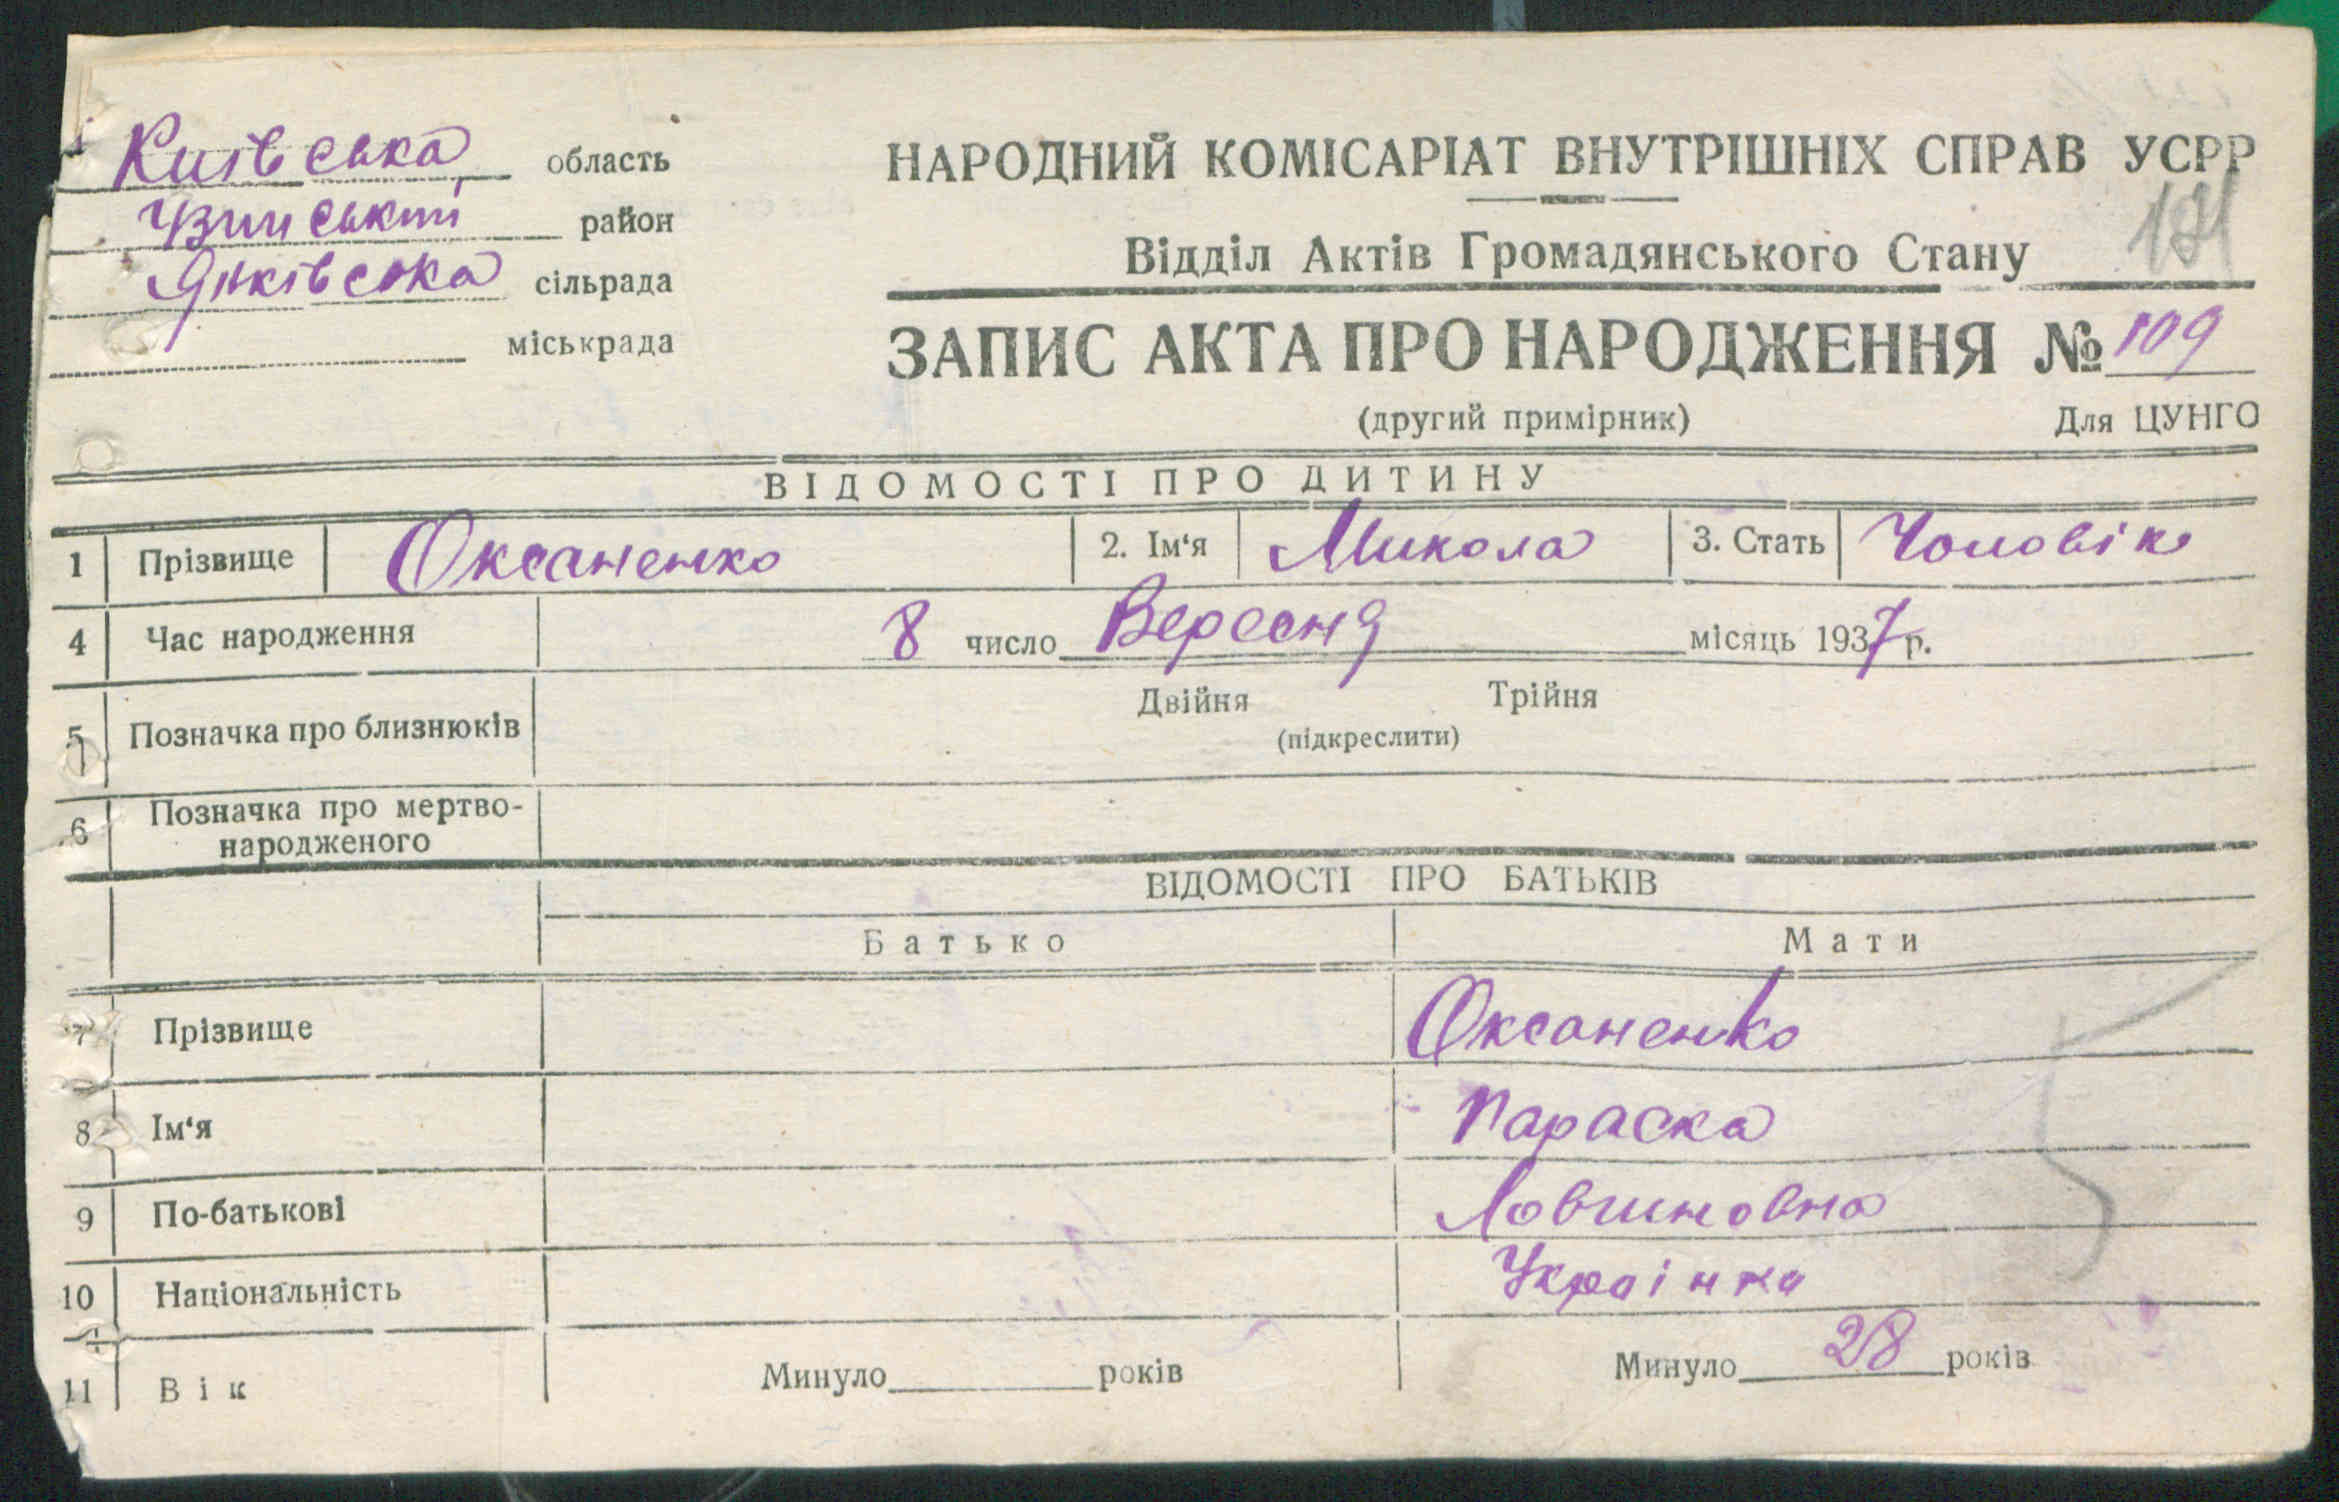 Київська область
район
Янківська сільрада
міськрада
НАРОДНИЙ КОМІСАРІАТ ВНУТРІШНІХ СПРАВ УСРР
Відділ Актів Громадянського Стану
ЗАПИС АКТА ПРО НАРОДЖЕННЯ № 109
(другий примірник) Для ЦУНГО
ВІДОМОСТІ ПРО ДИТИНУ
1 Прізвище Оксаненко 2. Ім‘я Микола 3. Стать Чоловік
4 Час народження 8 число Вересня місяць 1937 р.
5 Позначка про близнюків Двійня Трійня
(підкреслити)
6 Позначка про мертво-
народженого
ВІДОМОСТІ ПРО БАТЬКІВ
Батько Мати
7 Прізвище Оксаненко
8 Ім‘я Параска
9 По-батькові
10 Національність Українка
11 Вік Минуло років Минуло 28 років